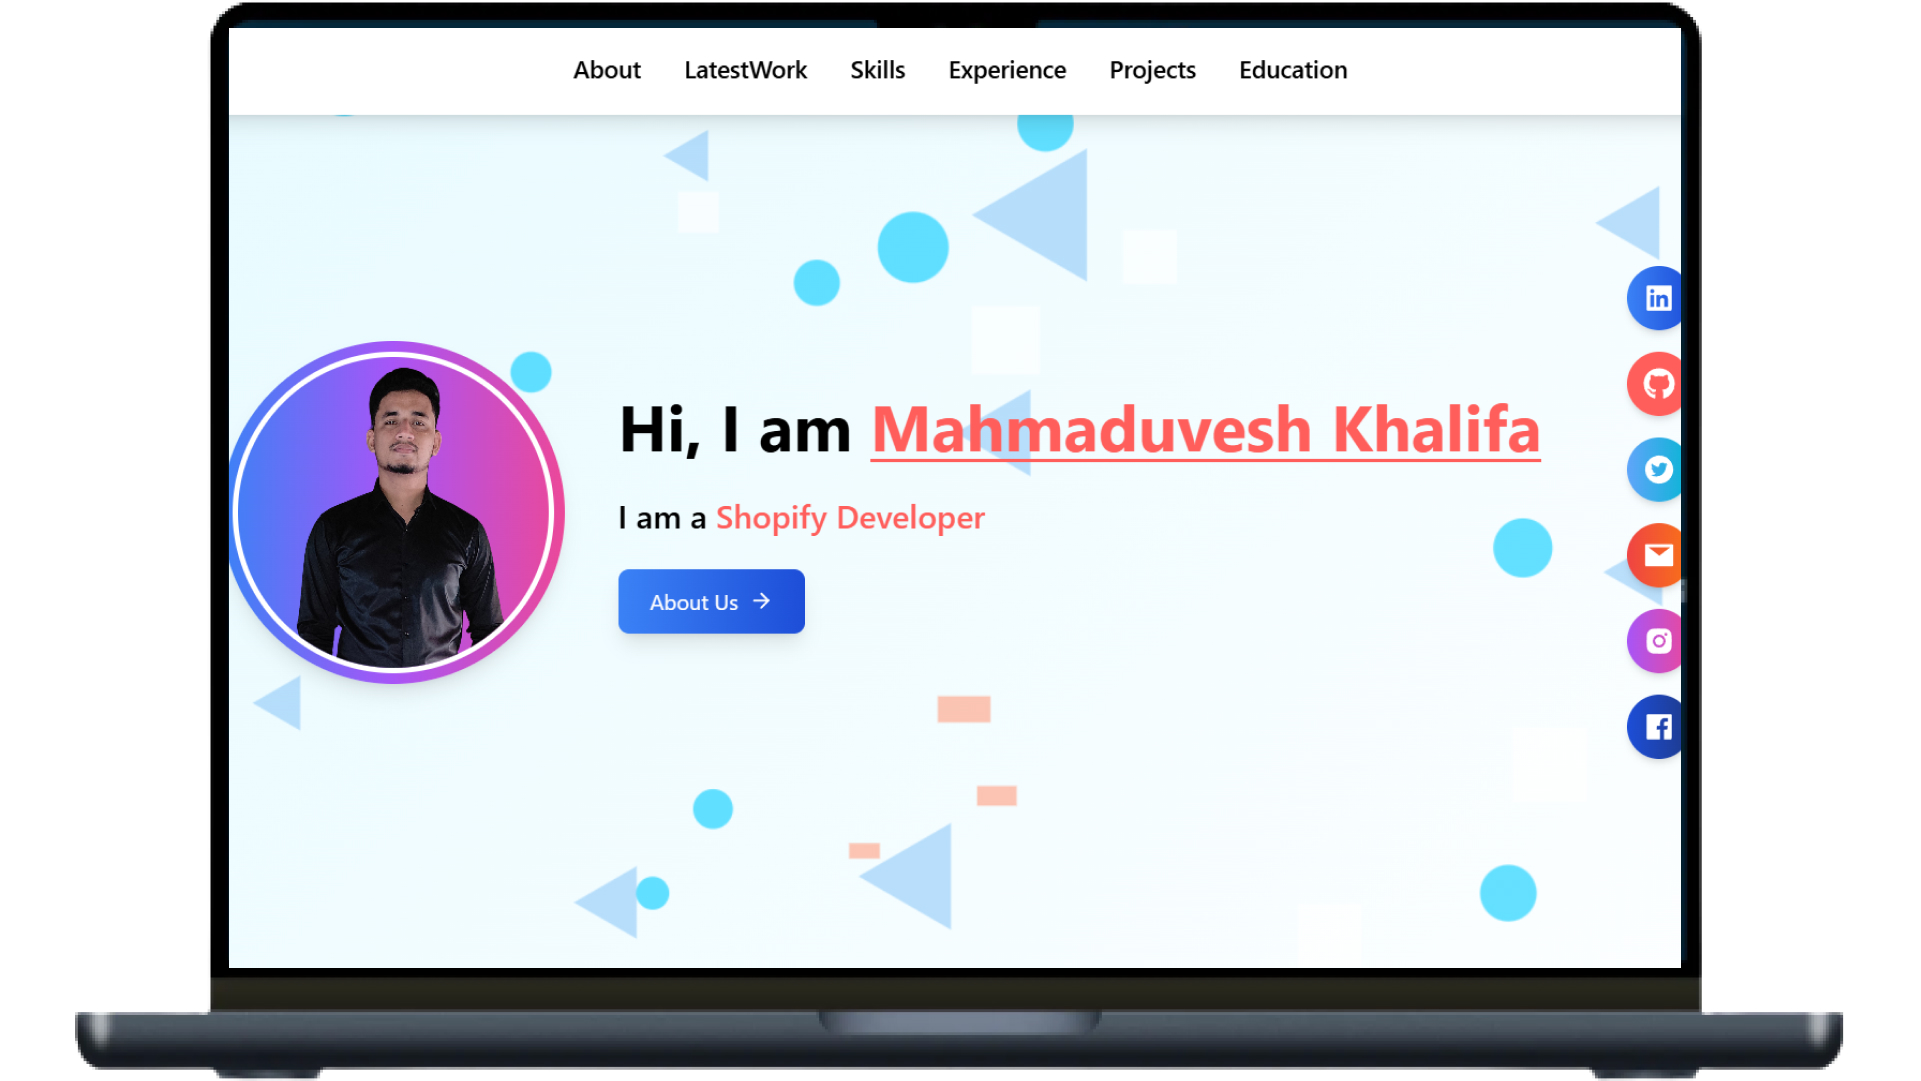 About LatestWork Skills Experience Projects Education
Hi, I am Mahmaduvesh Khalifa
I am a Shopify Developer
About Us